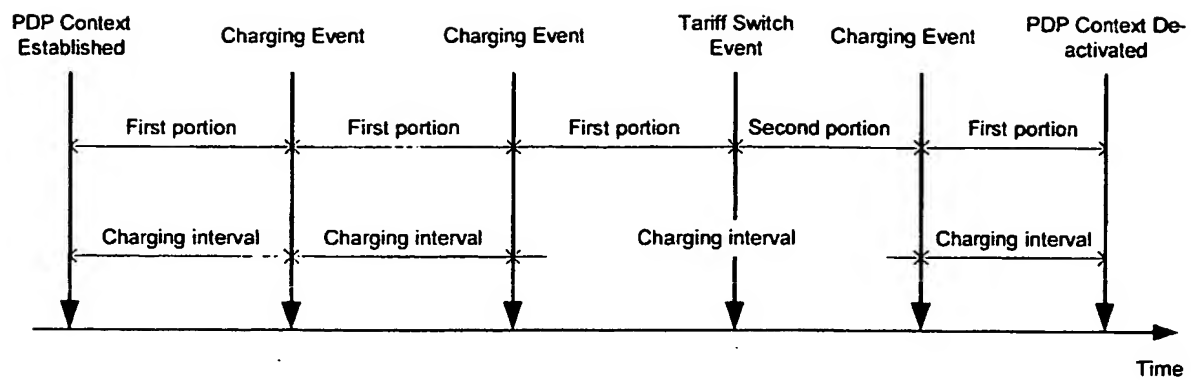 PDP Context
Established
Charging Event
Charging Event
Tariff Switch
Event
Charging Event
PDP Context De-
activated
First portion
First portion
First portion
Second portion
First portion
Charging interval
Charging interval
Charging interval
Charging interval
Time